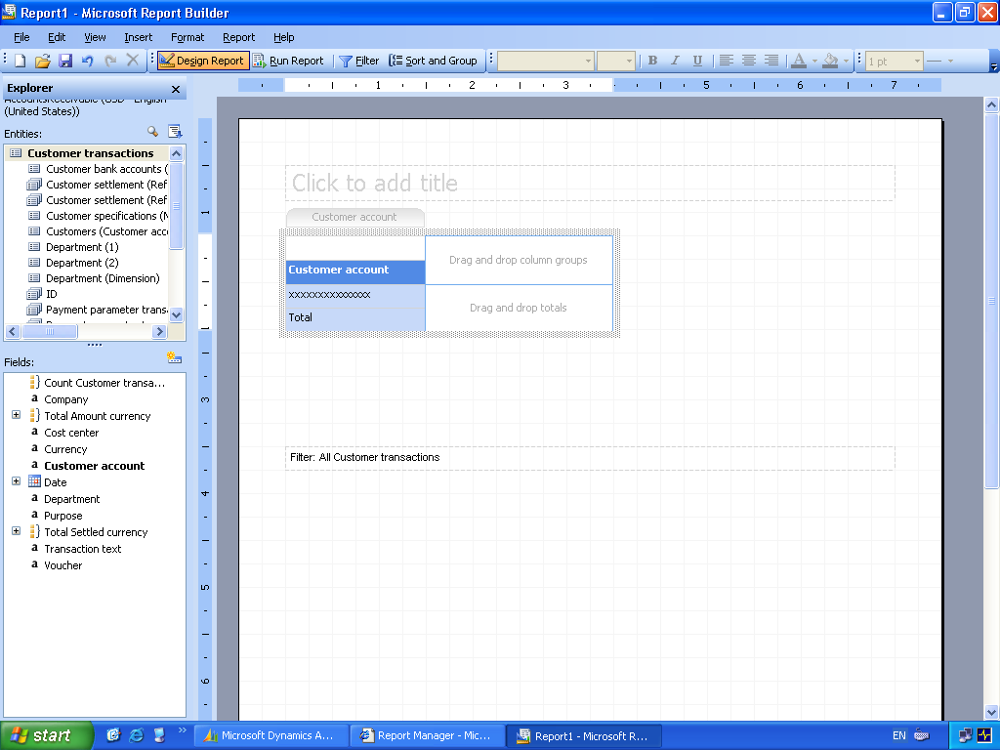 Report1 - Microsoft Report Builder
File Edit View Insert Format Report Help
Design Report Run Report Filter Sort and Group B I U A 1 pt
Explorer
AccountsReceivable (USD - English
(United States))
Entities:
Customer transactions
Customer bank accounts (
Customer settlement (Ref
Customer settlement (Ref
Customer specifications (M
Customers (Customer acc
Department (1)
Department (2)
Department (Dimension)
ID
Payment parameter trans
Fields:
Count Customer transa...
a Company
Total Amount currency
a Cost center
a Currency
a Customer account
Date
a Department
a Purpose
Total Settled currency
a Transaction text
a Voucher
1 2 3 5 6 7
1
1
3
4
5
6
Click to add title
Customer account
Drag and drop column groups
Customer account
xxxxxxxxxxxxxx
Drag and drop totals
Total
Filter: All Customer transactions
start
Microsoft Dynamics A...
Report Manager - Mic...
Report1 - Microsoft R...
EN